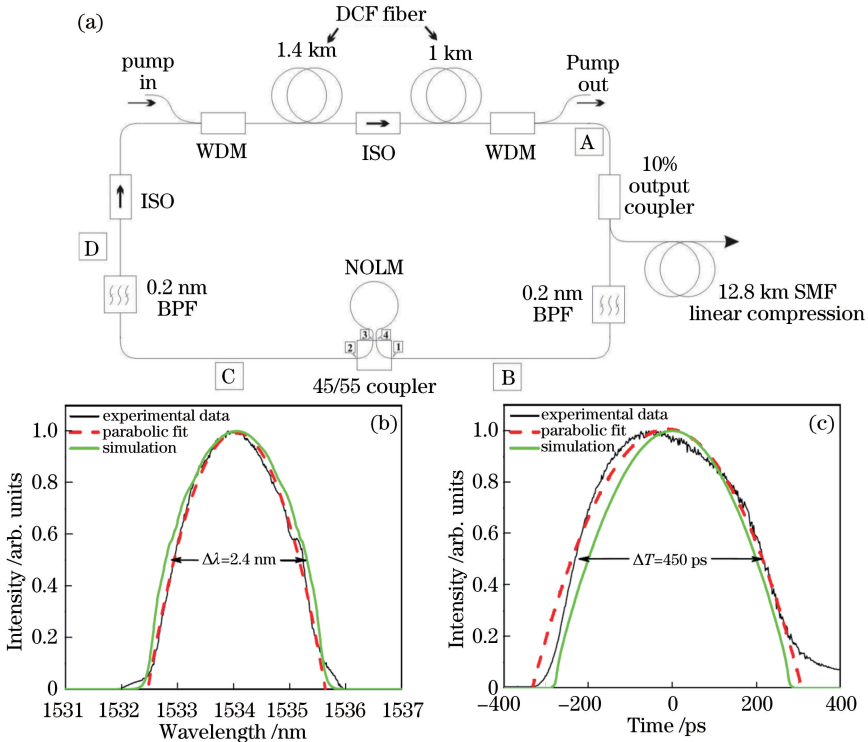 (a)
DCF fiber
1.4 km
1 km
pump
in
Pump
out
WDM
ISO
WDM
A
10%
output
coupler
ISO
D
NOLM
0.2 nm
BPF
0.2 nm
BPF
12.8 km SMF
linear compression
3
4
2
1
C
45/55 coupler
B
(b)
experimental data
parabolic fit
simulation
Intensity /arb. units
1.0
0.8
0.6
0.4
0.2
0
Δλ=2.4 nm
1531
1532
1533
1534
1535
1536
1537
Wavelength /nm
(c)
experimental data
parabolic fit
simulation
Intensity /arb. units
1.0
0.8
0.6
0.4
0.2
0
ΔT=450 ps
−400
−200
0
200
400
Time /ps